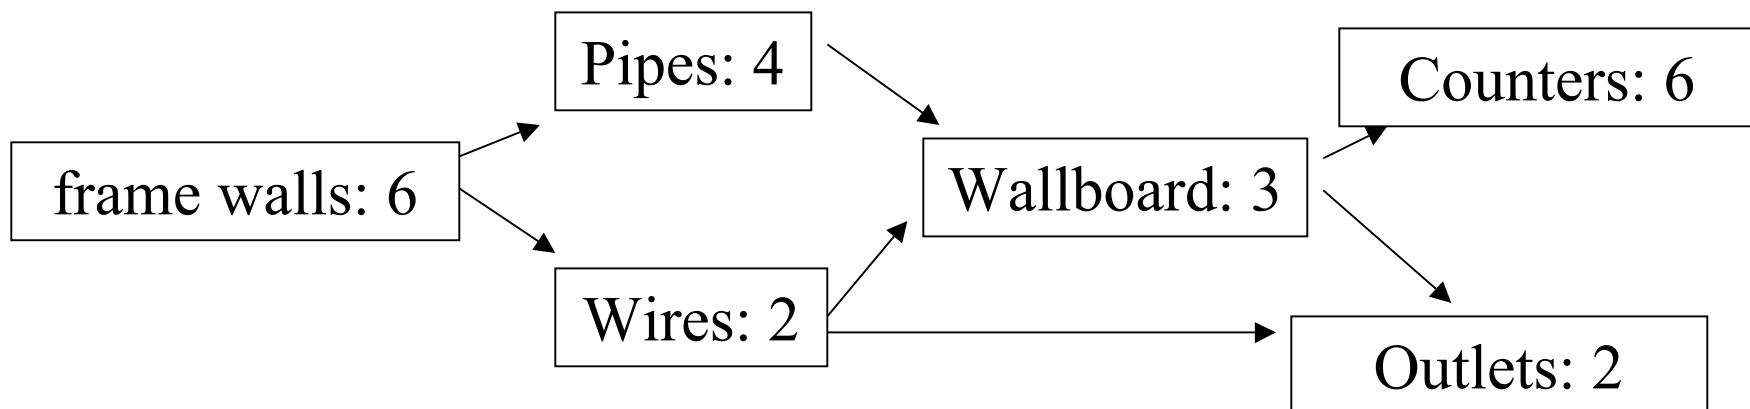 Pipes: 4
Counters: 6
frame walls: 6
Wallboard: 3
Wires: 2
Outlets: 2